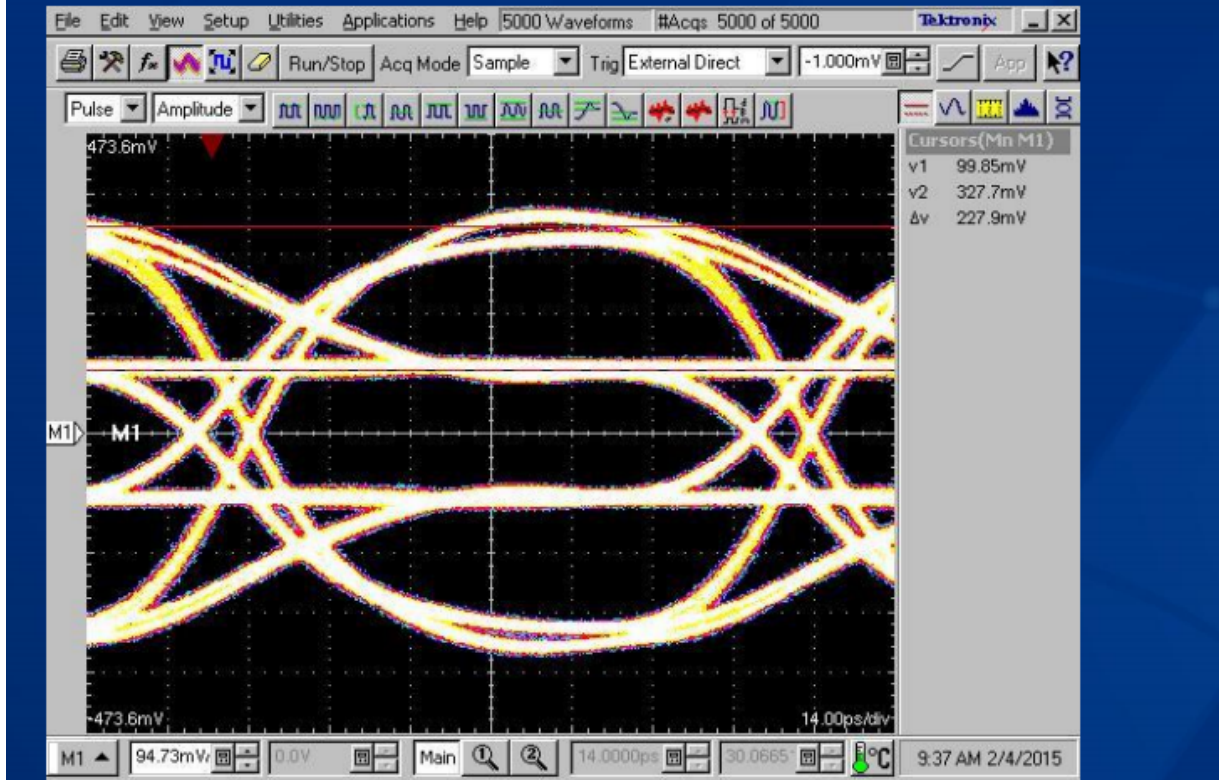 File Edit View Setup Utilities Applications Help 5000 Waveforms #Acqs 5000 of 5000 Tektronix
Run/Stop Acq Mode Sample Trig External Direct -1.000mV App
Pulse Amplitude
473.6mV
Cursors(Mn M1)
v1 99.85mV
v2 327.7mV
Δv 227.9mV
M1 M1
-473.6mV 14.00ps/div
M1 94.73mV/ 0.0V Main 1 2 14.0000ps °C 9:37 AM 2/4/2015